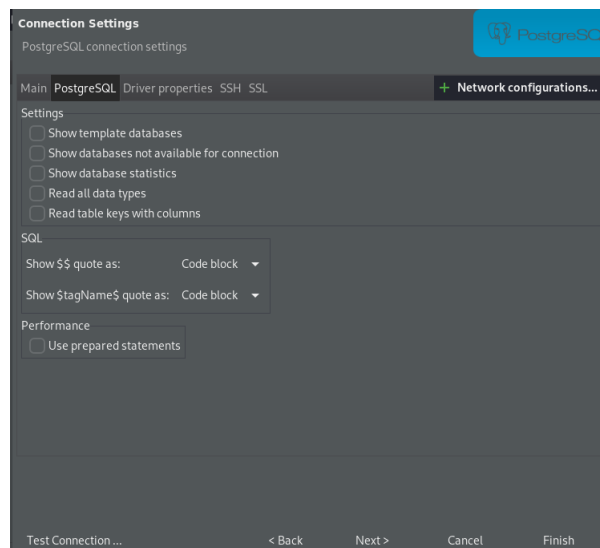 Connection Settings
PostgreSQL connection settings
PostgreSQ
Main PostgreSQL Driver properties SSH SSL
+ Network configurations...
Settings
Show template databases
Show databases not available for connection
Show database statistics
Read all data types
Read table keys with columns
SQL
Show $$ quote as: Code block
Show $tagName$ quote as: Code block
Performance
Use prepared statements
Test Connection ... < Back Next > Cancel Finish